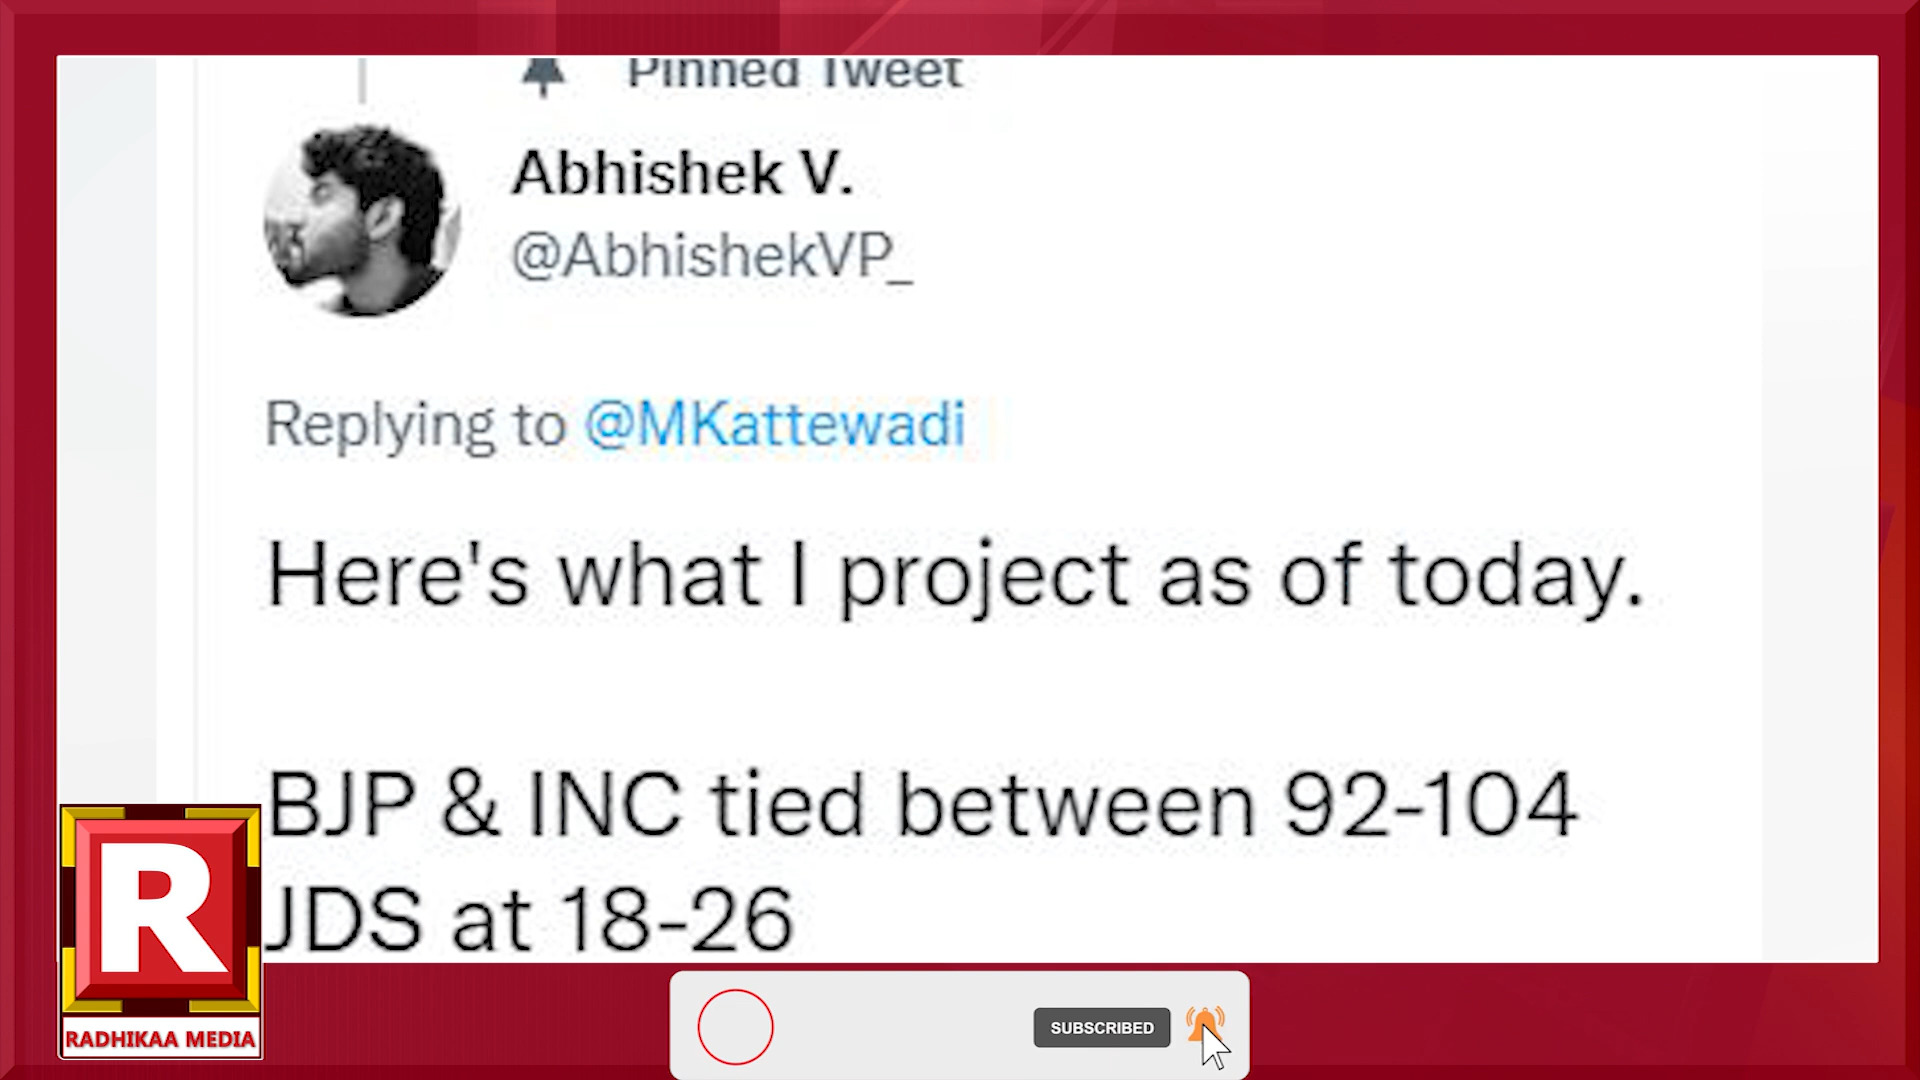 Pinned Tweet
Abhishek V.
@AbhishekVP_
Replying to @MKattewadi
Here's what I project as of today.
BJP & INC tied between 92-104
JDS at 18-26
R
RADHIKAA MEDIA
SUBSCRIBED